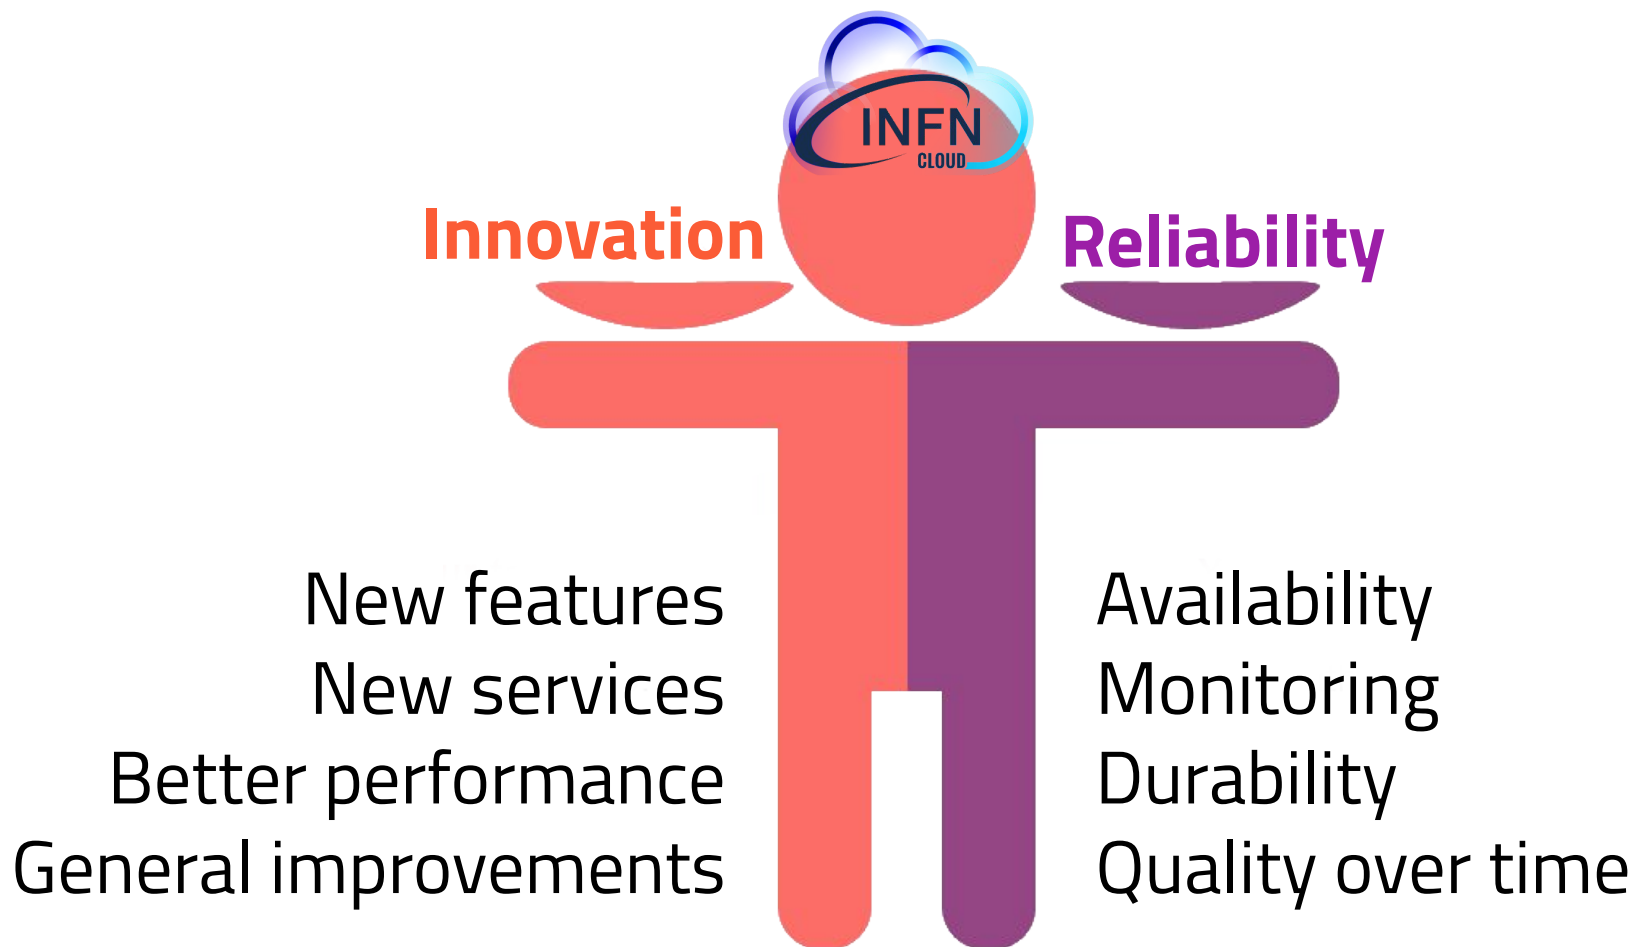 INFN
CLOUD
Innovation
Reliability
New features
New services
Better performance
General improvements
Availability
Monitoring
Durability
Quality over time